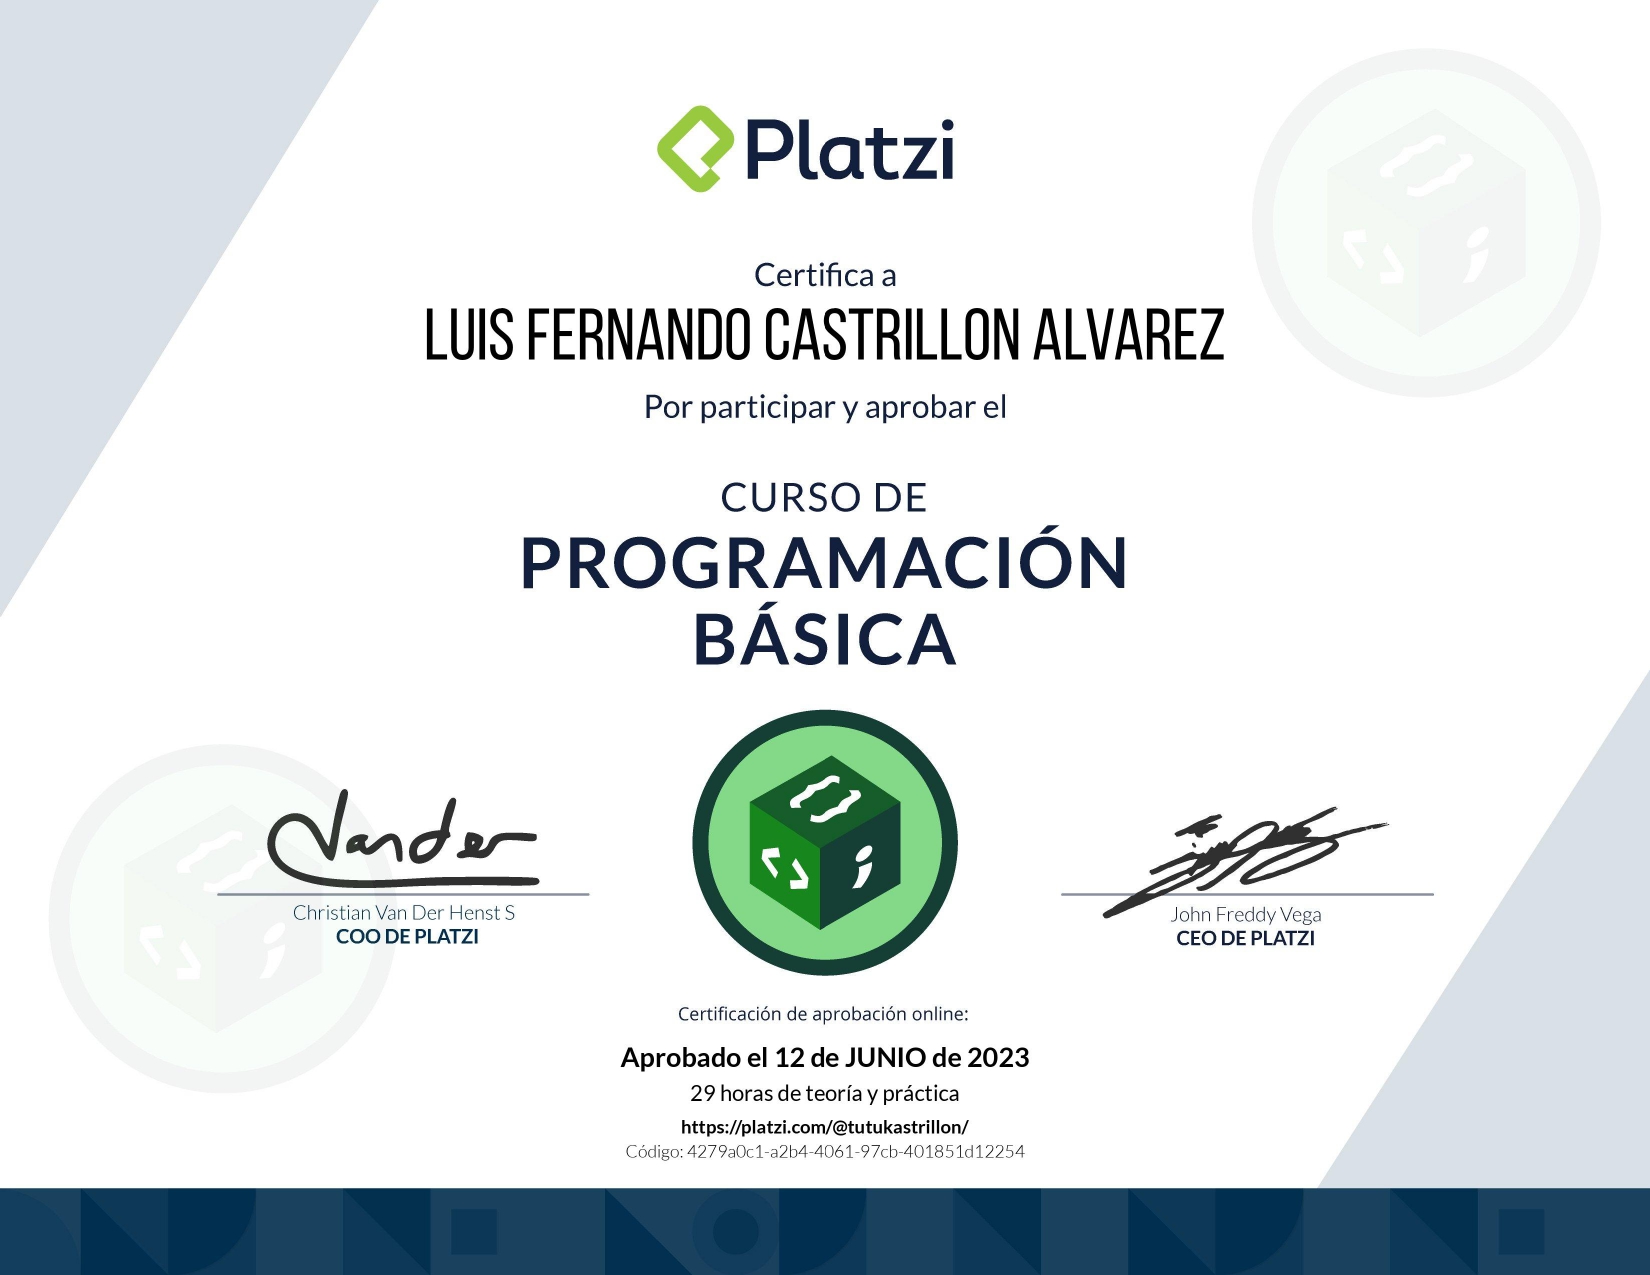 Platzi
Certifica a
LUIS FERNANDO CASTRILLON ALVAREZ
Por participar y aprobar el
CURSO DE
PROGRAMACIÓN
BÁSICA
Vander
Christian Van Der Henst S
COO DE PLATZI
John Freddy Vega
CEO DE PLATZI
Certificación de aprobación online:
Aprobado el 12 de JUNIO de 2023
29 horas de teoría y práctica
https://platzi.com/@tutukastrillon/
Código: 4279a0c1-a2b4-4061-97cb-401851d12254